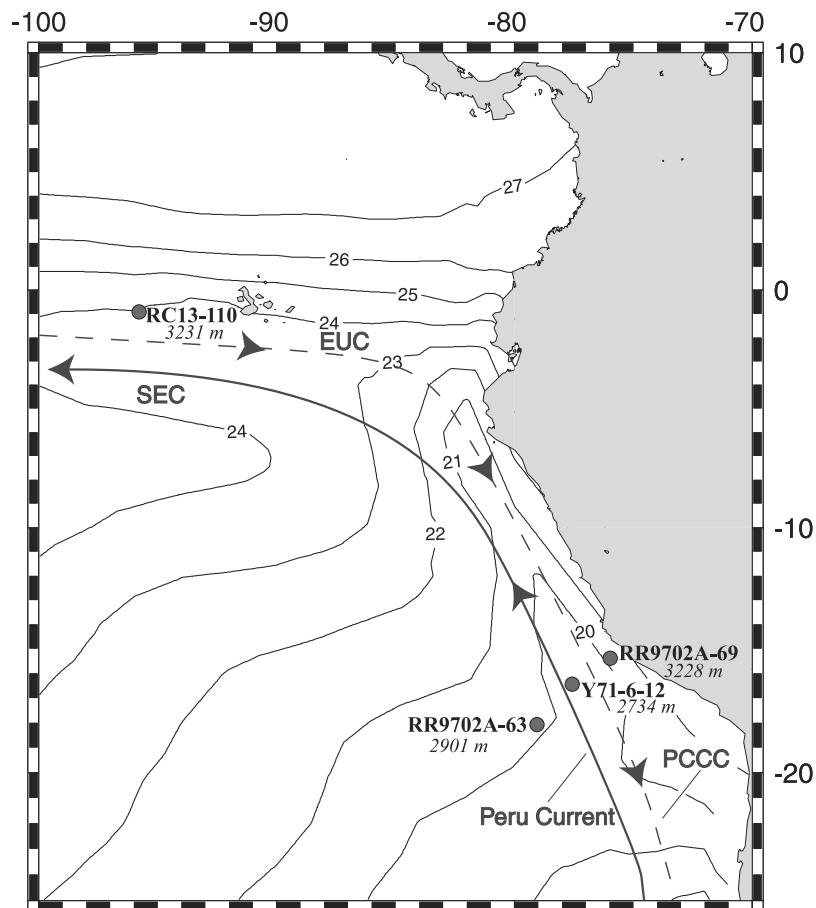 -100 -90 -80 -70
10
27
26
0
25
RC13-110
3231 m
24
EUC
23
SEC
24
21
-10
22
20
RR9702A-69
3228 m
Y71-6-12
2734 m
RR9702A-63
2901 m
PCCC
-20
Peru Current